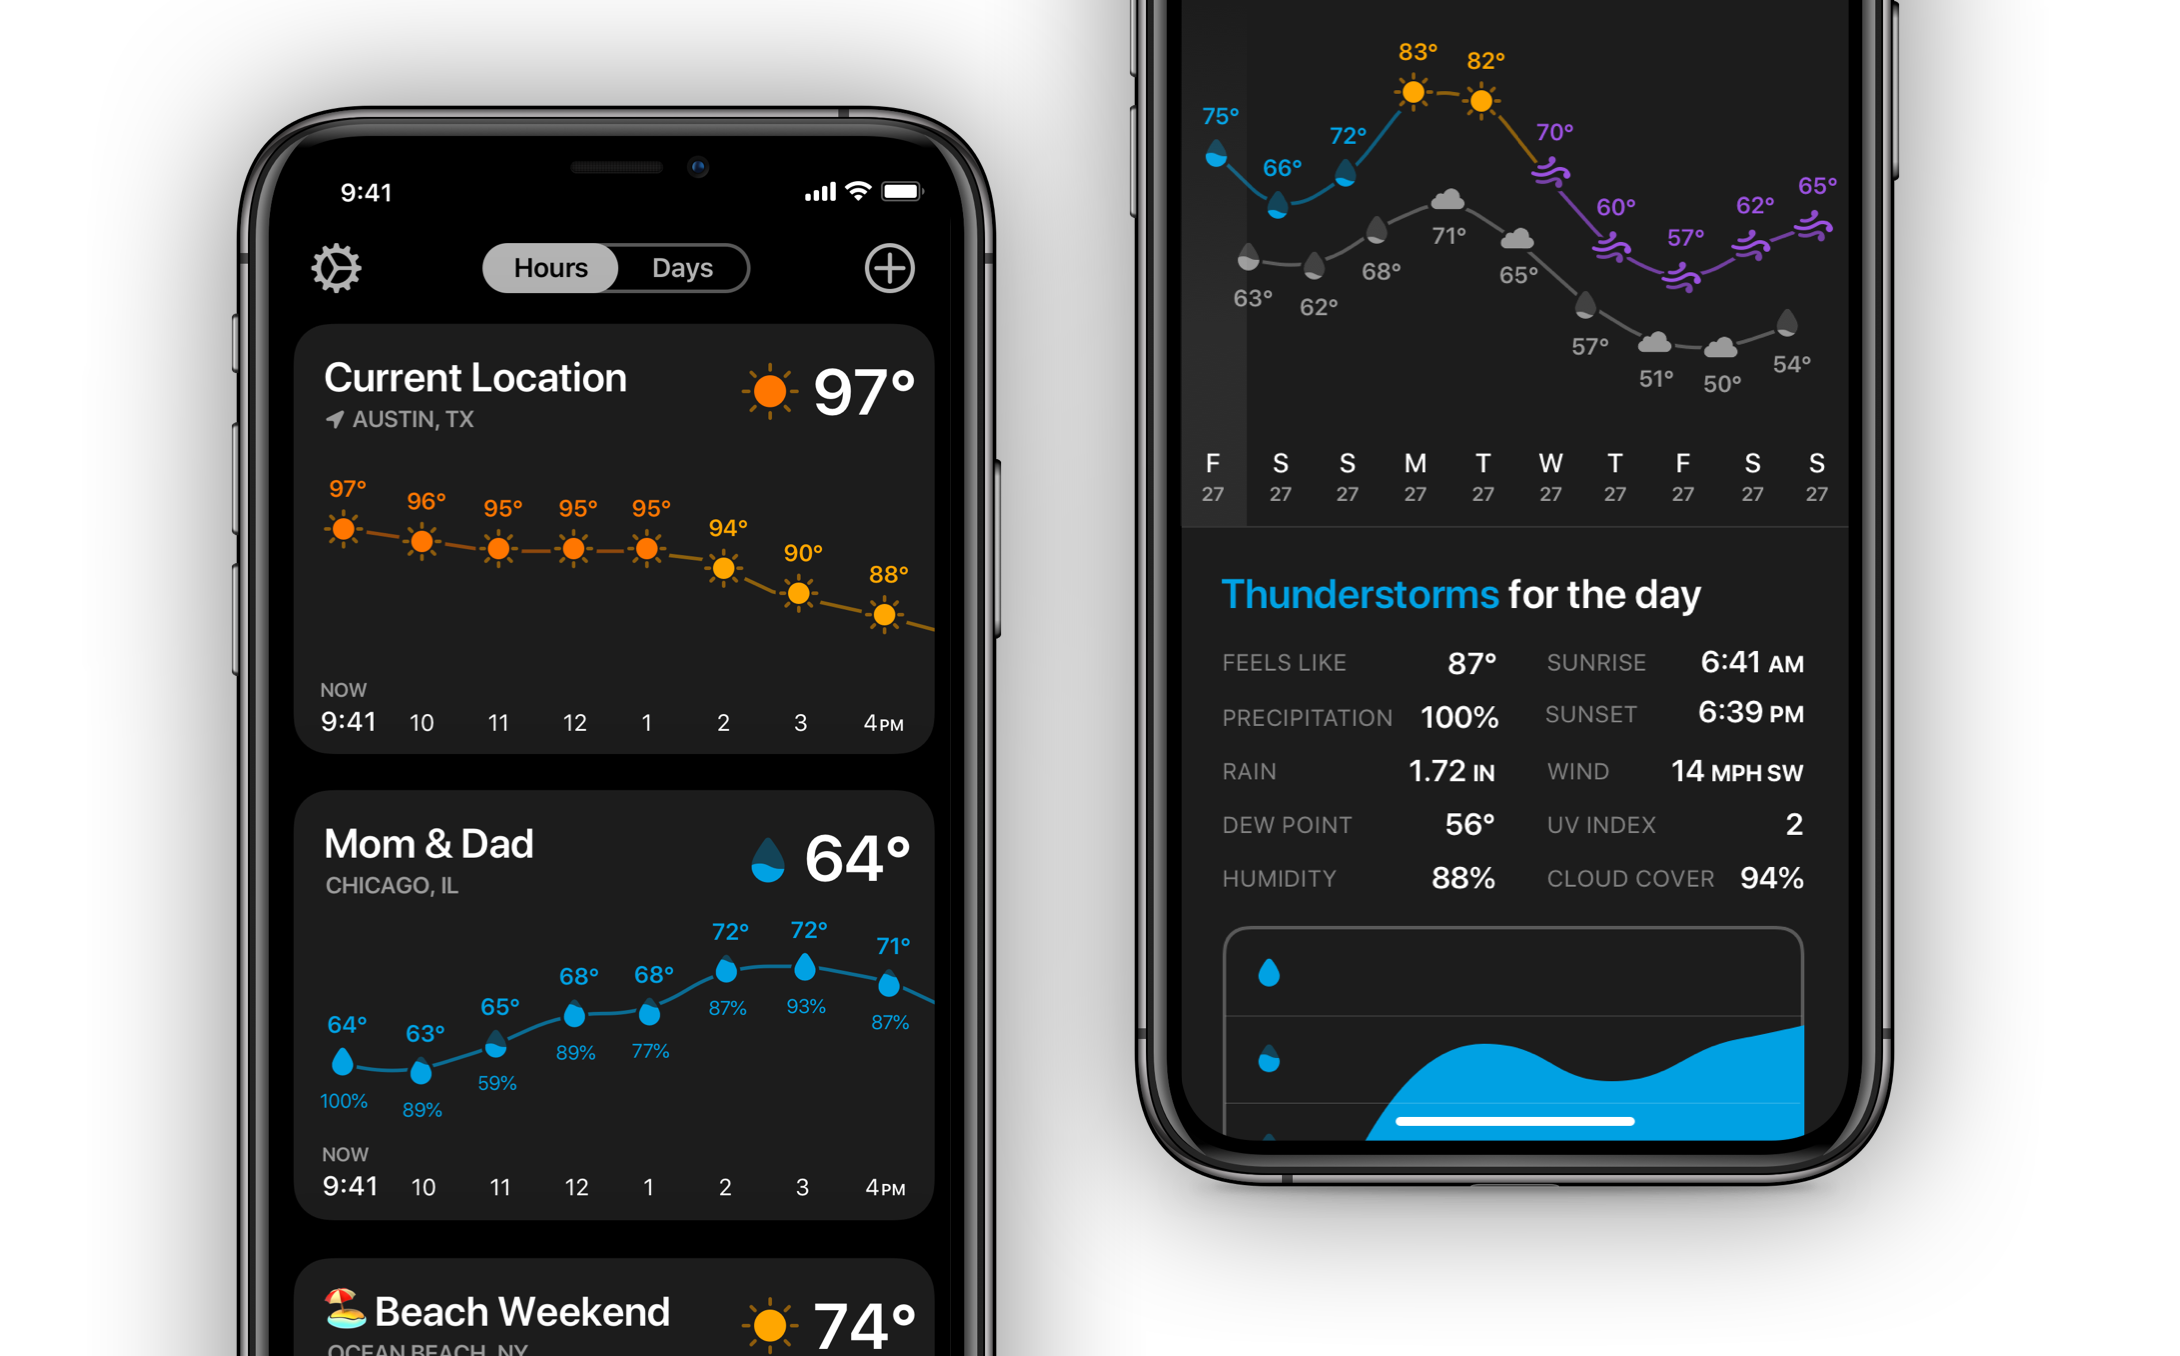 9:41
Hours Days
Current Location 97°
AUSTIN, TX
97° 96° 95° 95° 95° 94° 90° 88°
NOW
9:41 10 11 12 1 2 3 4PM
Mom & Dad 64°
CHICAGO, IL
64° 63° 65° 68° 68° 72° 72° 71°
100% 89% 59% 89% 77% 87% 93% 87%
NOW
9:41 10 11 12 1 2 3 4PM
Beach Weekend 74°
OCEAN BEACH, NY
75° 66° 72° 83° 82° 70° 60° 57° 62° 65°
63° 62° 68° 71° 65° 57° 51° 50° 54°
F S S M T W T F S S
27 27 27 27 27 27 27 27 27 27
Thunderstorms for the day
FEELS LIKE 87° SUNRISE 6:41 AM
PRECIPITATION 100% SUNSET 6:39 PM
RAIN 1.72 IN WIND 14 MPH SW
DEW POINT 56° UV INDEX 2
HUMIDITY 88% CLOUD COVER 94%